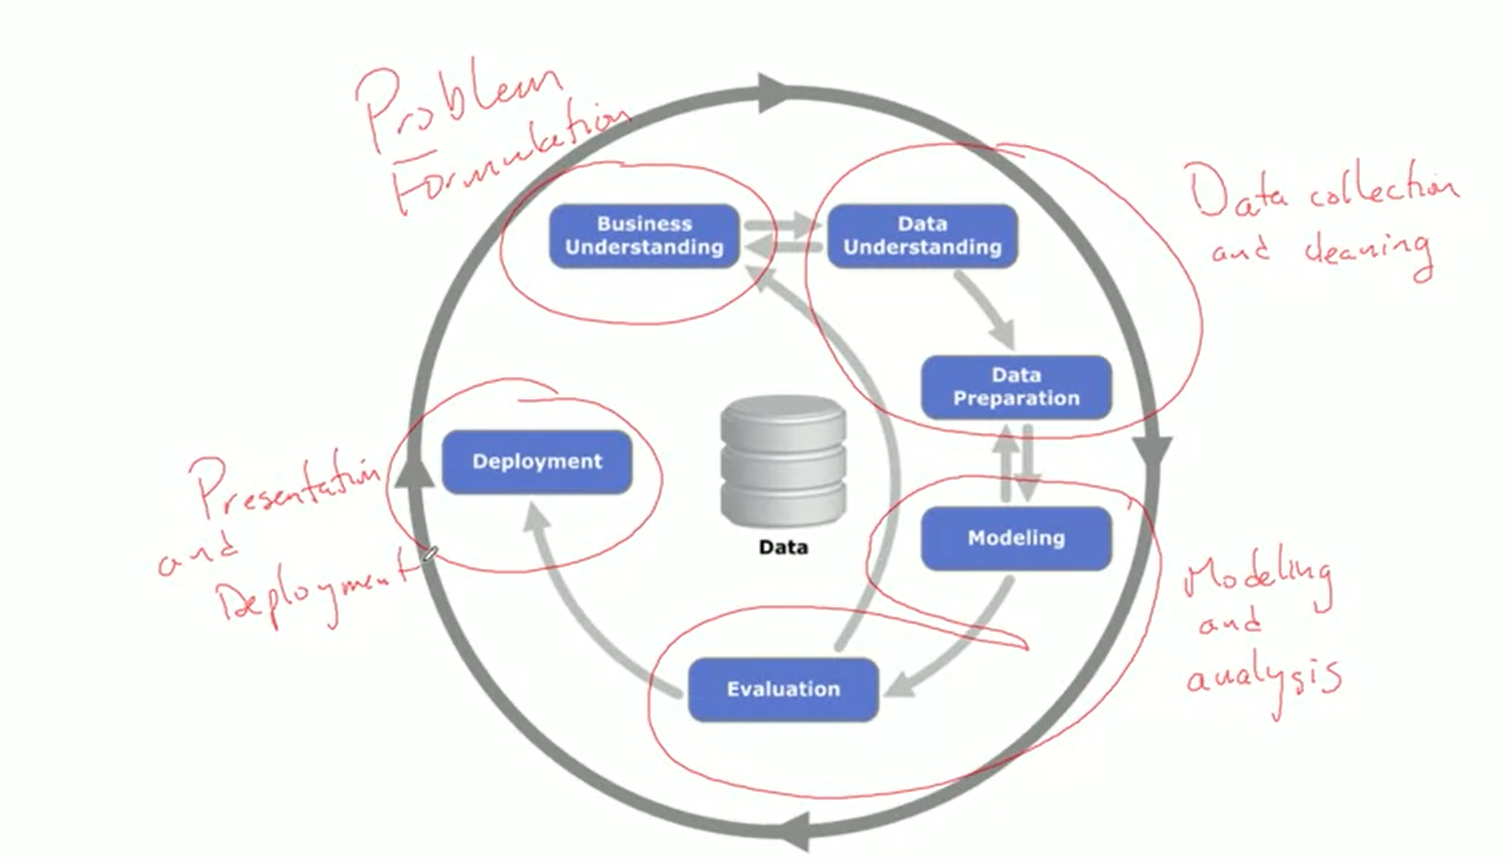 Problem
Formulation
Business
Understanding
Data
Understanding
Data collection
and cleaning
Data
Preparation
Deployment
Presentation
and
Deployment
Data
Modeling
Modeling
and
analysis
Evaluation